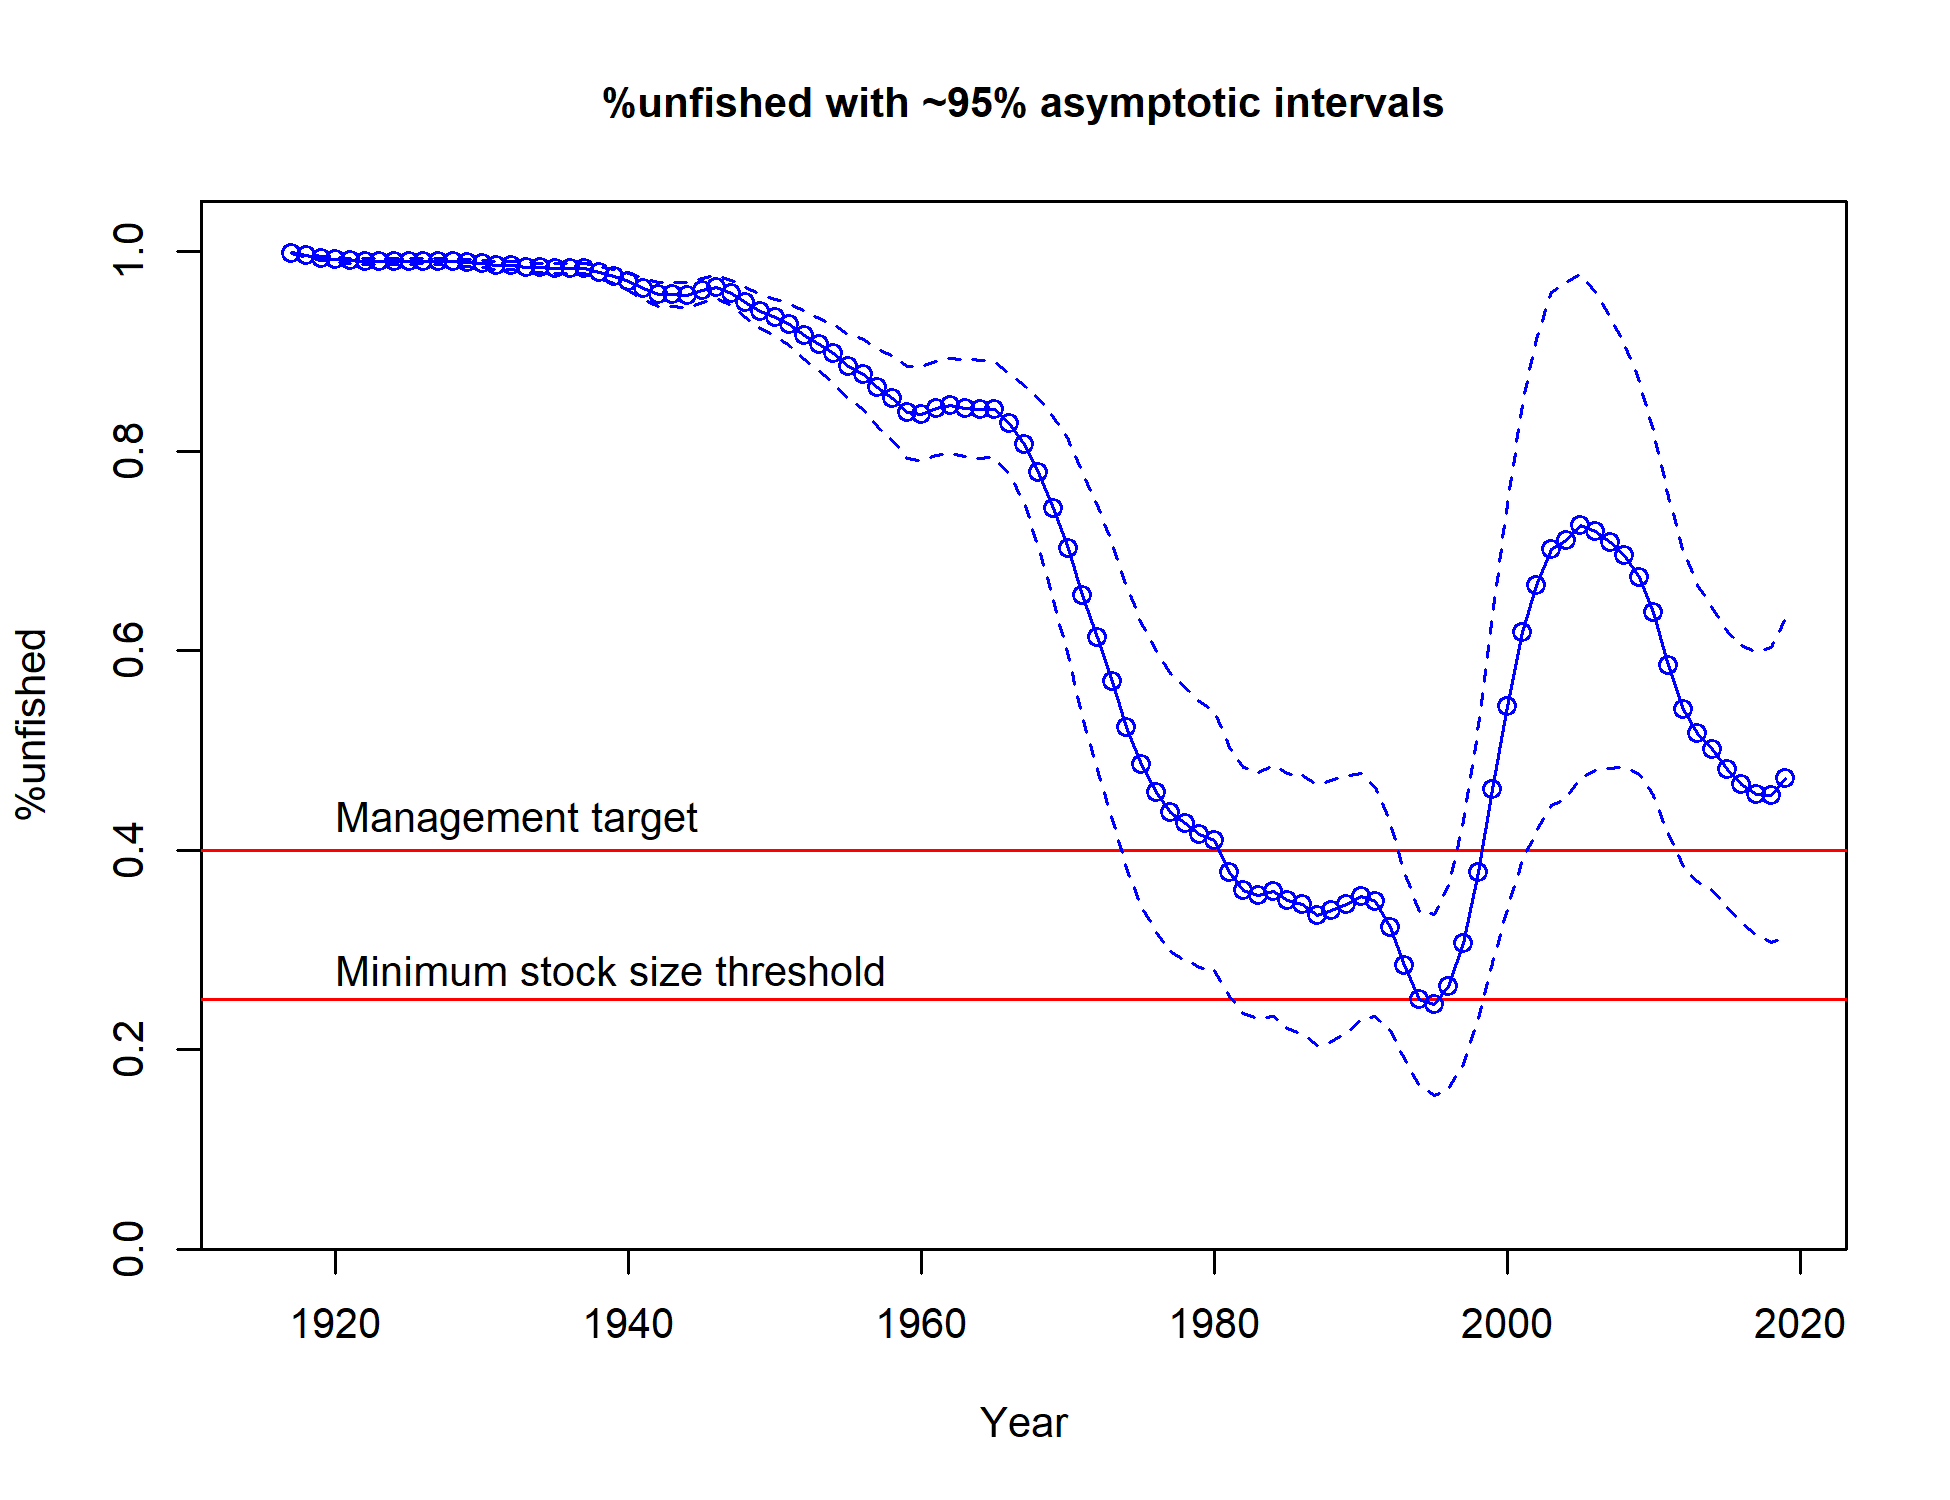 %unfished with ~95% asymptotic intervals
%unfished
1.0
0.8
0.6
0.4
0.2
0.0
Management target
Minimum stock size threshold
1920 1940 1960 1980 2000 2020
Year